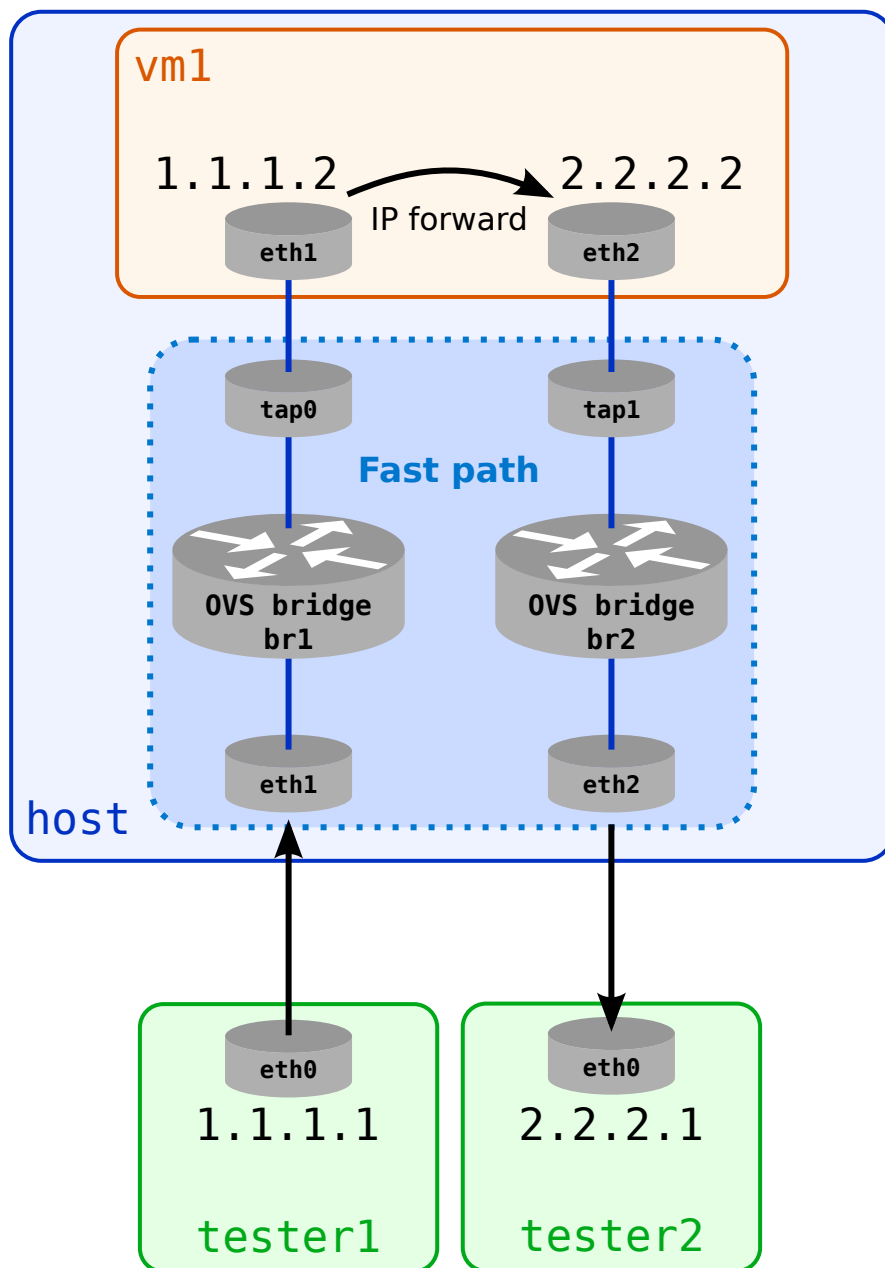 vm1
1.1.1.2
2.2.2.2
IP forward
eth1
eth2
tap0
tap1
Fast path
OVS bridge
br1
OVS bridge
br2
eth1
eth2
host
eth0
eth0
1.1.1.1
2.2.2.1
tester1
tester2